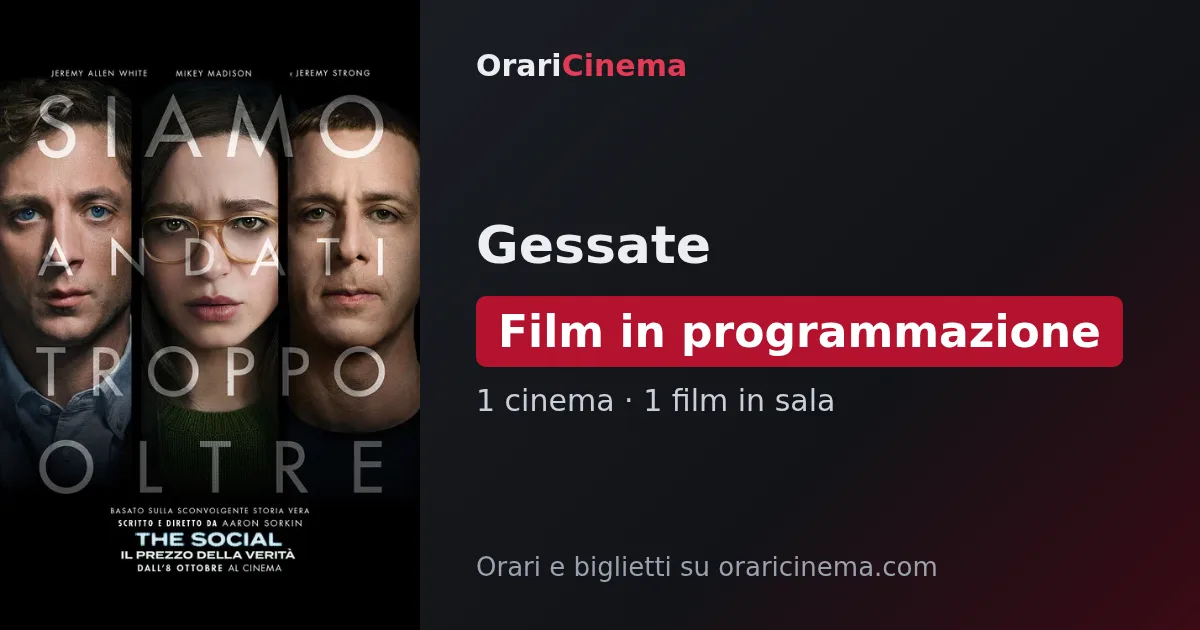 JEREMY ALLEN WHITE MIKEY MADISON e JEREMY STRONG
SIAMO
ANDATI
TROPPO
OLTRE
BASATO SULLA SCONVOLGENTE STORIA VERA
SCRITTO E DIRETTO DA AARON SORKIN
THE SOCIAL
IL PREZZO DELLA VERITÀ
DALL'8 OTTOBRE AL CINEMA
OrariCinema
Gessate
Film in programmazione
1 cinema · 1 film in sala
Orari e biglietti su oraricinema.com